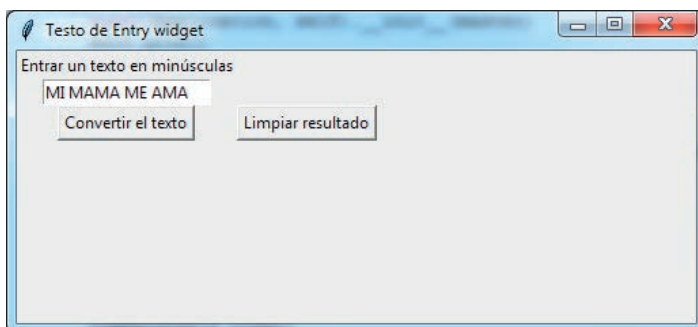 Testo de Entry widget
Entrar un texto en minúsculas
MI MAMA ME AMA
Convertir el texto Limpiar resultado